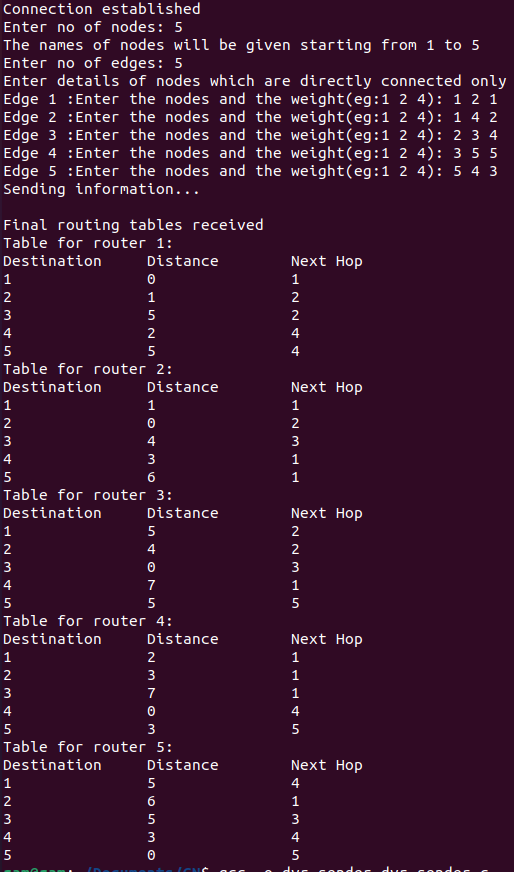 Connection established
Enter no of nodes: 5
The names of nodes will be given starting from 1 to 5
Enter no of edges: 5
Enter details of nodes which are directly connected only
Edge 1 :Enter the nodes and the weight(eg:1 2 4): 1 2 1
Edge 2 :Enter the nodes and the weight(eg:1 2 4): 1 4 2
Edge 3 :Enter the nodes and the weight(eg:1 2 4): 2 3 4
Edge 4 :Enter the nodes and the weight(eg:1 2 4): 3 5 5
Edge 5 :Enter the nodes and the weight(eg:1 2 4): 5 4 3
Sending information...
Final routing tables received
Table for router 1:
Destination Distance Next Hop
1 0 1
2 1 2
3 5 2
4 2 4
5 5 4
Table for router 2:
Destination Distance Next Hop
1 1 1
2 0 2
3 4 3
4 3 1
5 6 1
Table for router 3:
Destination Distance Next Hop
1 5 2
2 4 2
3 0 3
4 7 1
5 5 5
Table for router 4:
Destination Distance Next Hop
1 2 1
2 3 1
3 7 1
4 0 4
5 3 5
Table for router 5:
Destination Distance Next Hop
1 5 4
2 6 1
3 5 3
4 3 4
5 0 5